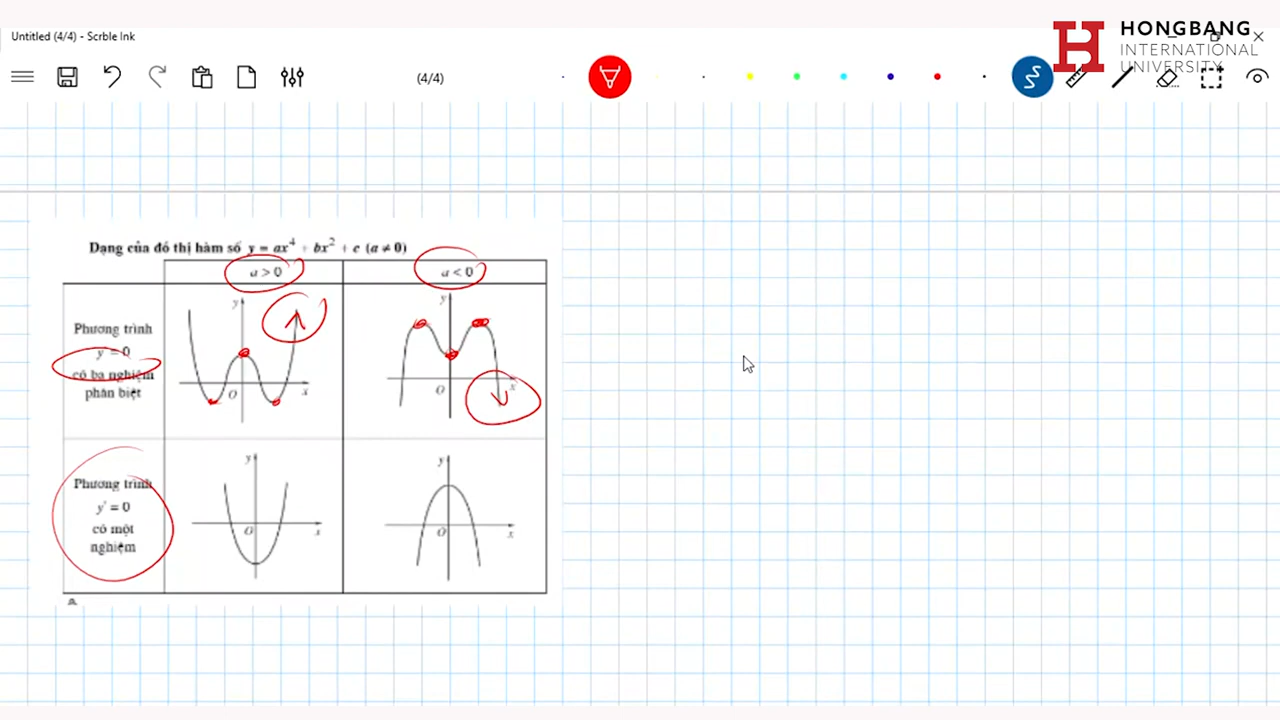 Untitled (4/4) - Scrble Ink
HONGBANG
INTERNATIONAL
UNIVERSITY
(4/4)
Dạng của đồ thị hàm số y = ax⁴ + bx² + c (a ≠ 0)
a > 0
a < 0
Phương trình
y' = 0
có ba nghiệm
phân biệt
y
O
x
y
O
x
Phương trình
y' = 0
có một
nghiệm
y
O
x
y
O
x